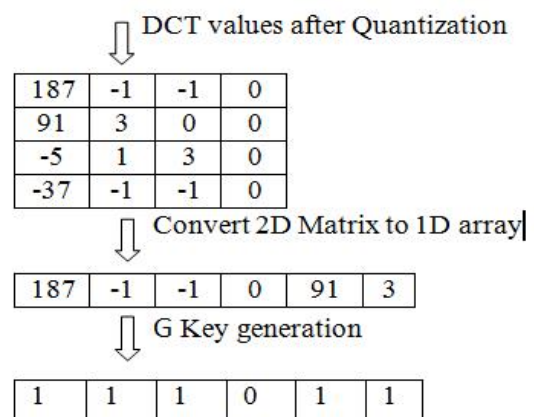 DCT values after Quantization
187 -1 -1 0
91 3 0 0
-5 1 3 0
-37 -1 -1 0
Convert 2D Matrix to 1D array
187 -1 -1 0 91 3
G Key generation
1 1 1 0 1 1